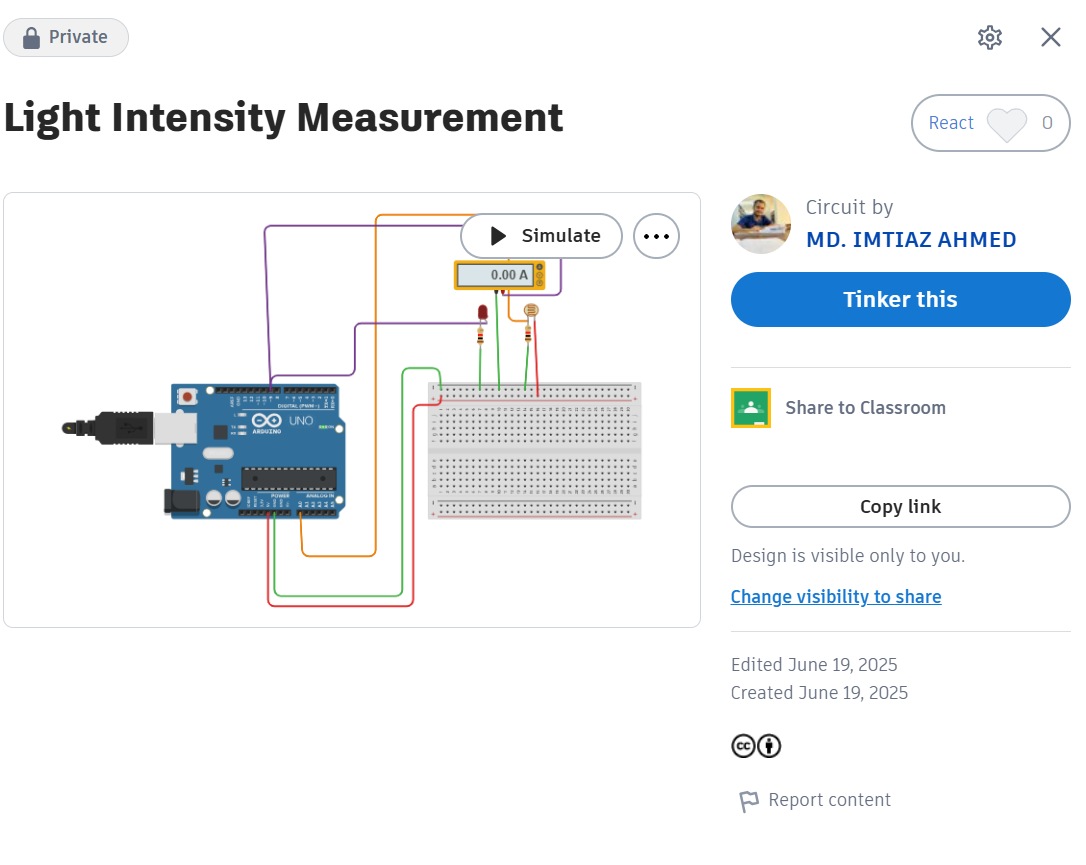 Private
Light Intensity Measurement
React 0
Simulate
0.00 A
DIGITAL (PWM~)
UNO
ARDUINO
POWER
ANALOG IN
Circuit by
MD. IMTIAZ AHMED
Tinker this
Share to Classroom
Copy link
Design is visible only to you.
Change visibility to share
Edited June 19, 2025
Created June 19, 2025
cc
Report content